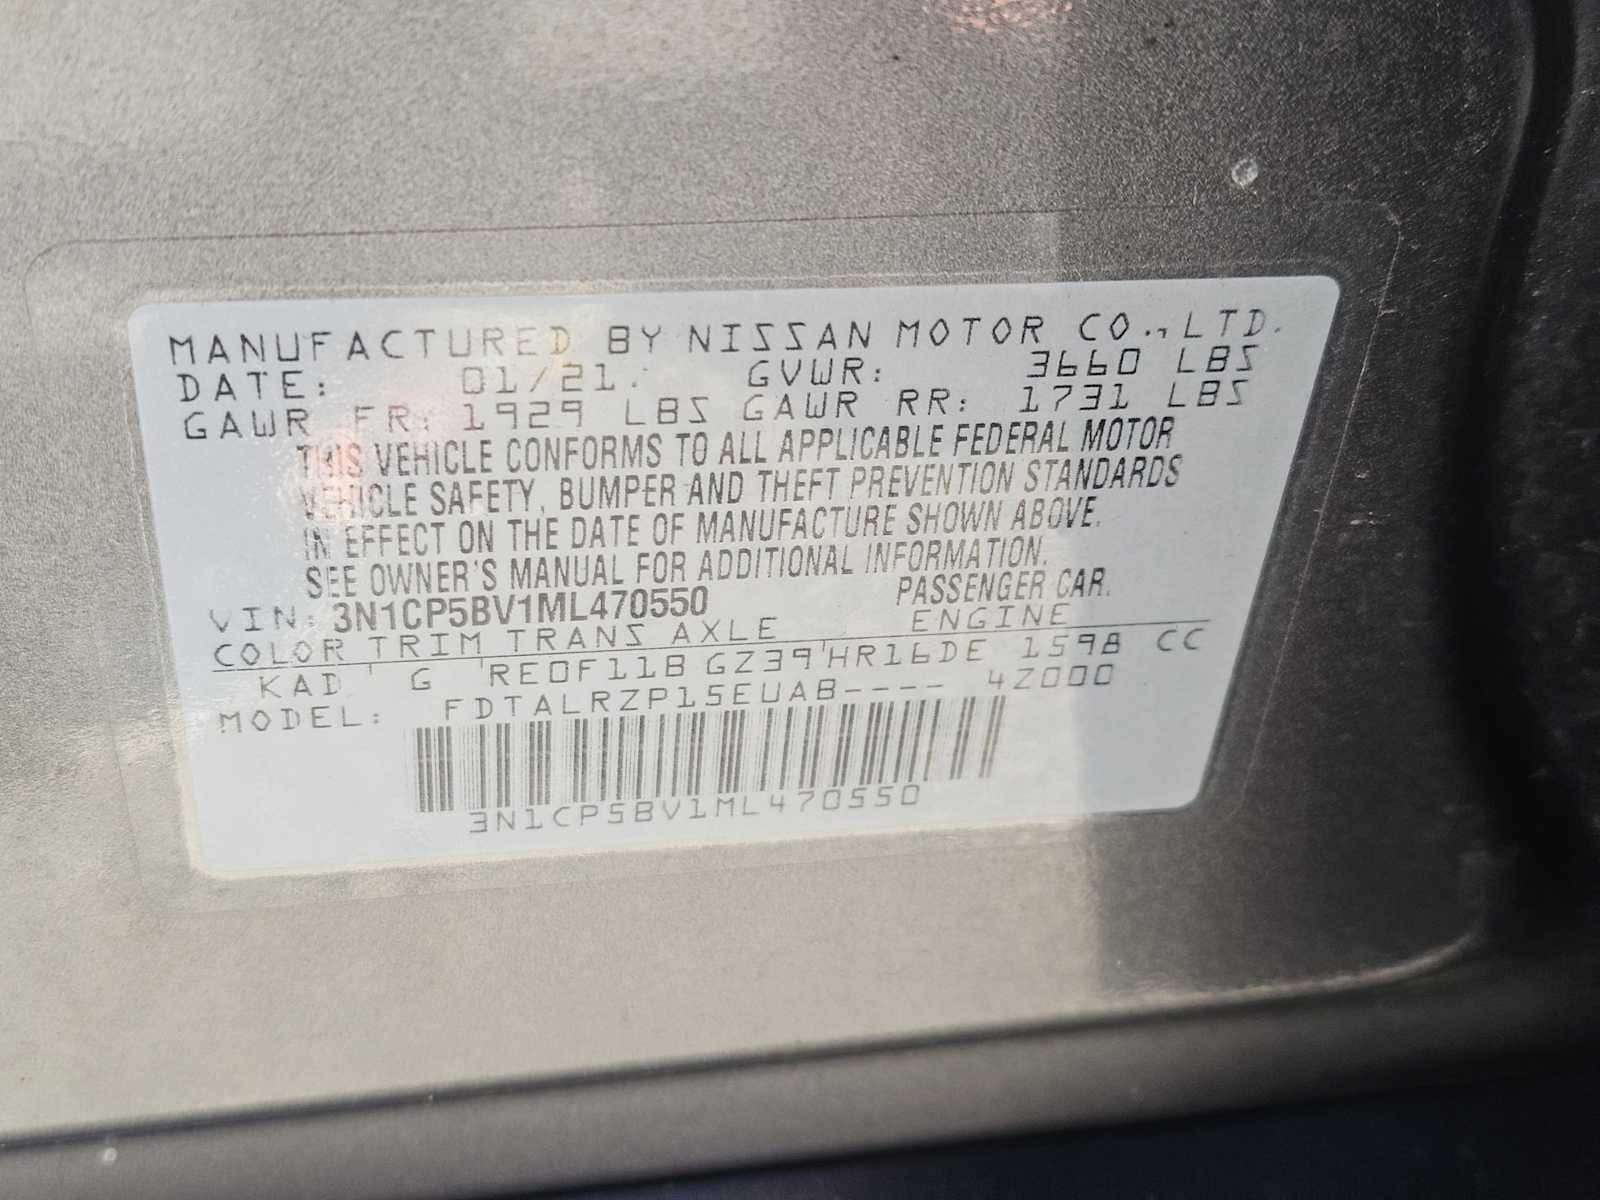 MANUFACTURED BY NISSAN MOTOR CO., LTD.
DATE: 01/21. GVWR: 3660 LBS
GAWR FR: 1929 LBS GAWR RR: 1731 LBS
THIS VEHICLE CONFORMS TO ALL APPLICABLE FEDERAL MOTOR
VEHICLE SAFETY, BUMPER AND THEFT PREVENTION STANDARDS
IN EFFECT ON THE DATE OF MANUFACTURE SHOWN ABOVE.
SEE OWNER'S MANUAL FOR ADDITIONAL INFORMATION.
VIN: 3N1CP5BV1ML470550 PASSENGER CAR.
COLOR TRIM TRANS AXLE ENGINE
KAD ' G 'RE0F11B GZ39'HR16DE 1598 CC
MODEL: FDTALRZP15EUAB---- 4Z000
3N1CP5BV1ML470550